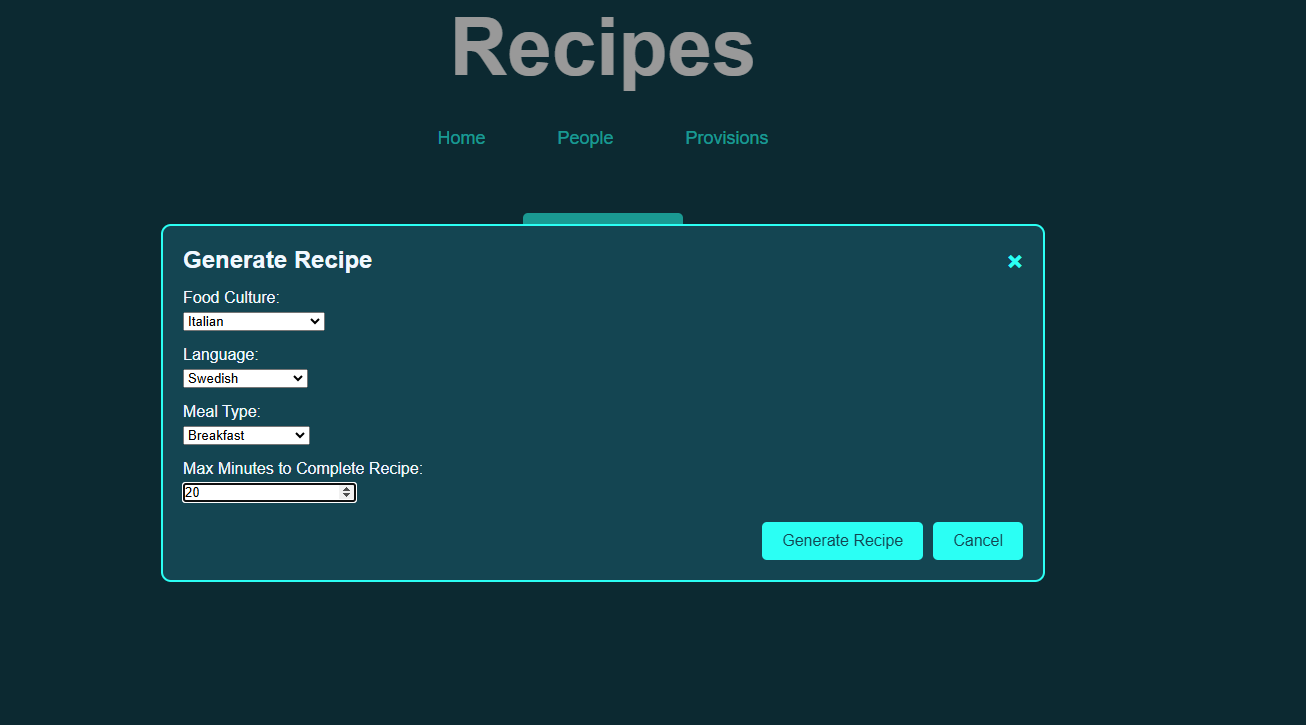 Recipes
Home People Provisions
Generate Recipe
Food Culture:
Italian
Language:
Swedish
Meal Type:
Breakfast
Max Minutes to Complete Recipe:
20
Generate Recipe Cancel